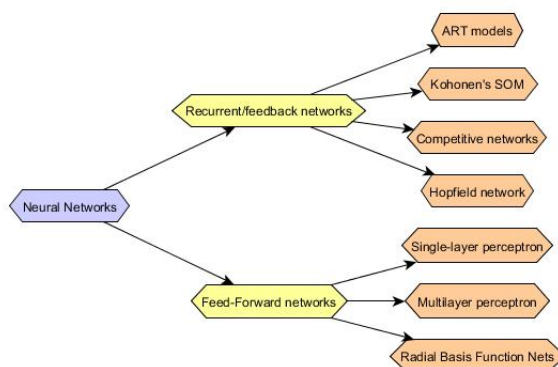 ART models
Kohonen's SOM
Recurrent/feedback networks
Competitive networks
Hopfield network
Neural Networks
Single-layer perceptron
Feed-Forward networks
Multilayer perceptron
Radial Basis Function Nets